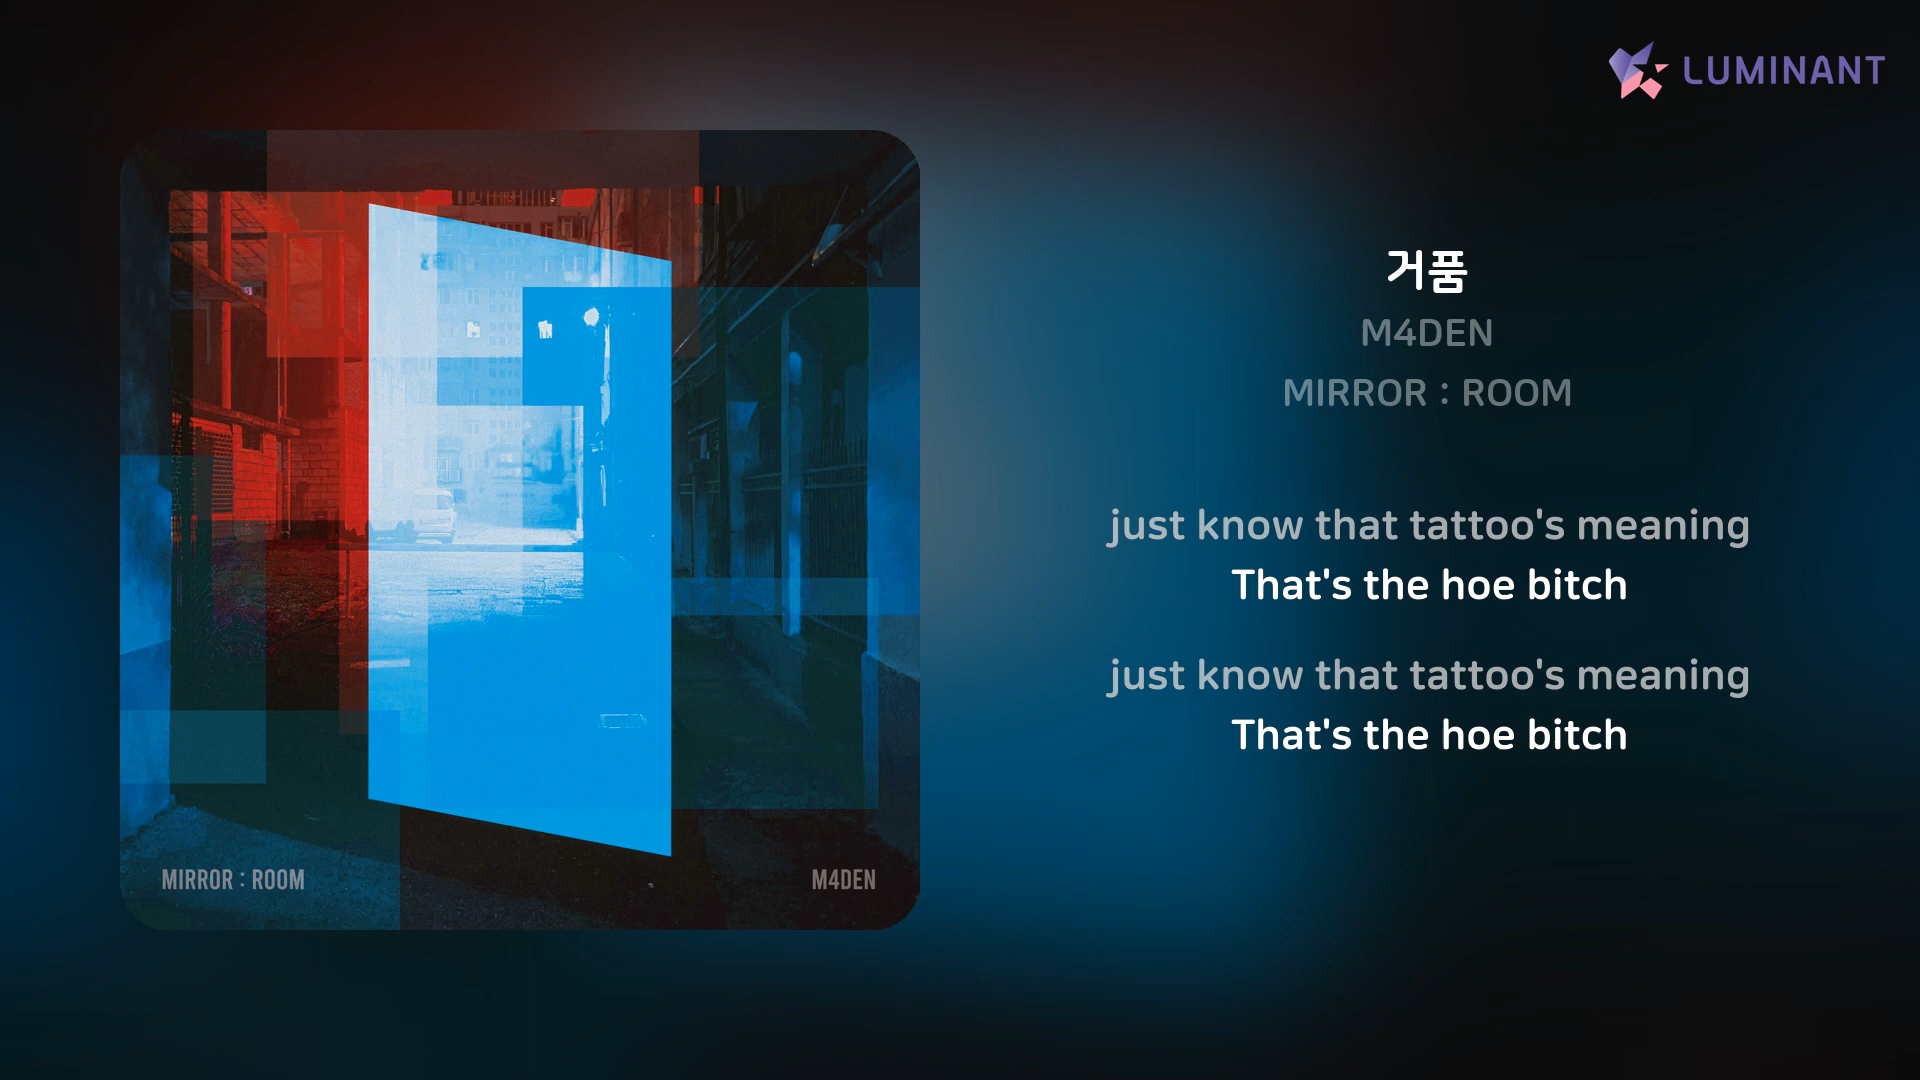 LUMINANT
거품
M4DEN
MIRROR : ROOM
just know that tattoo's meaning
That's the hoe bitch
just know that tattoo's meaning
That's the hoe bitch
MIRROR : ROOM
M4DEN